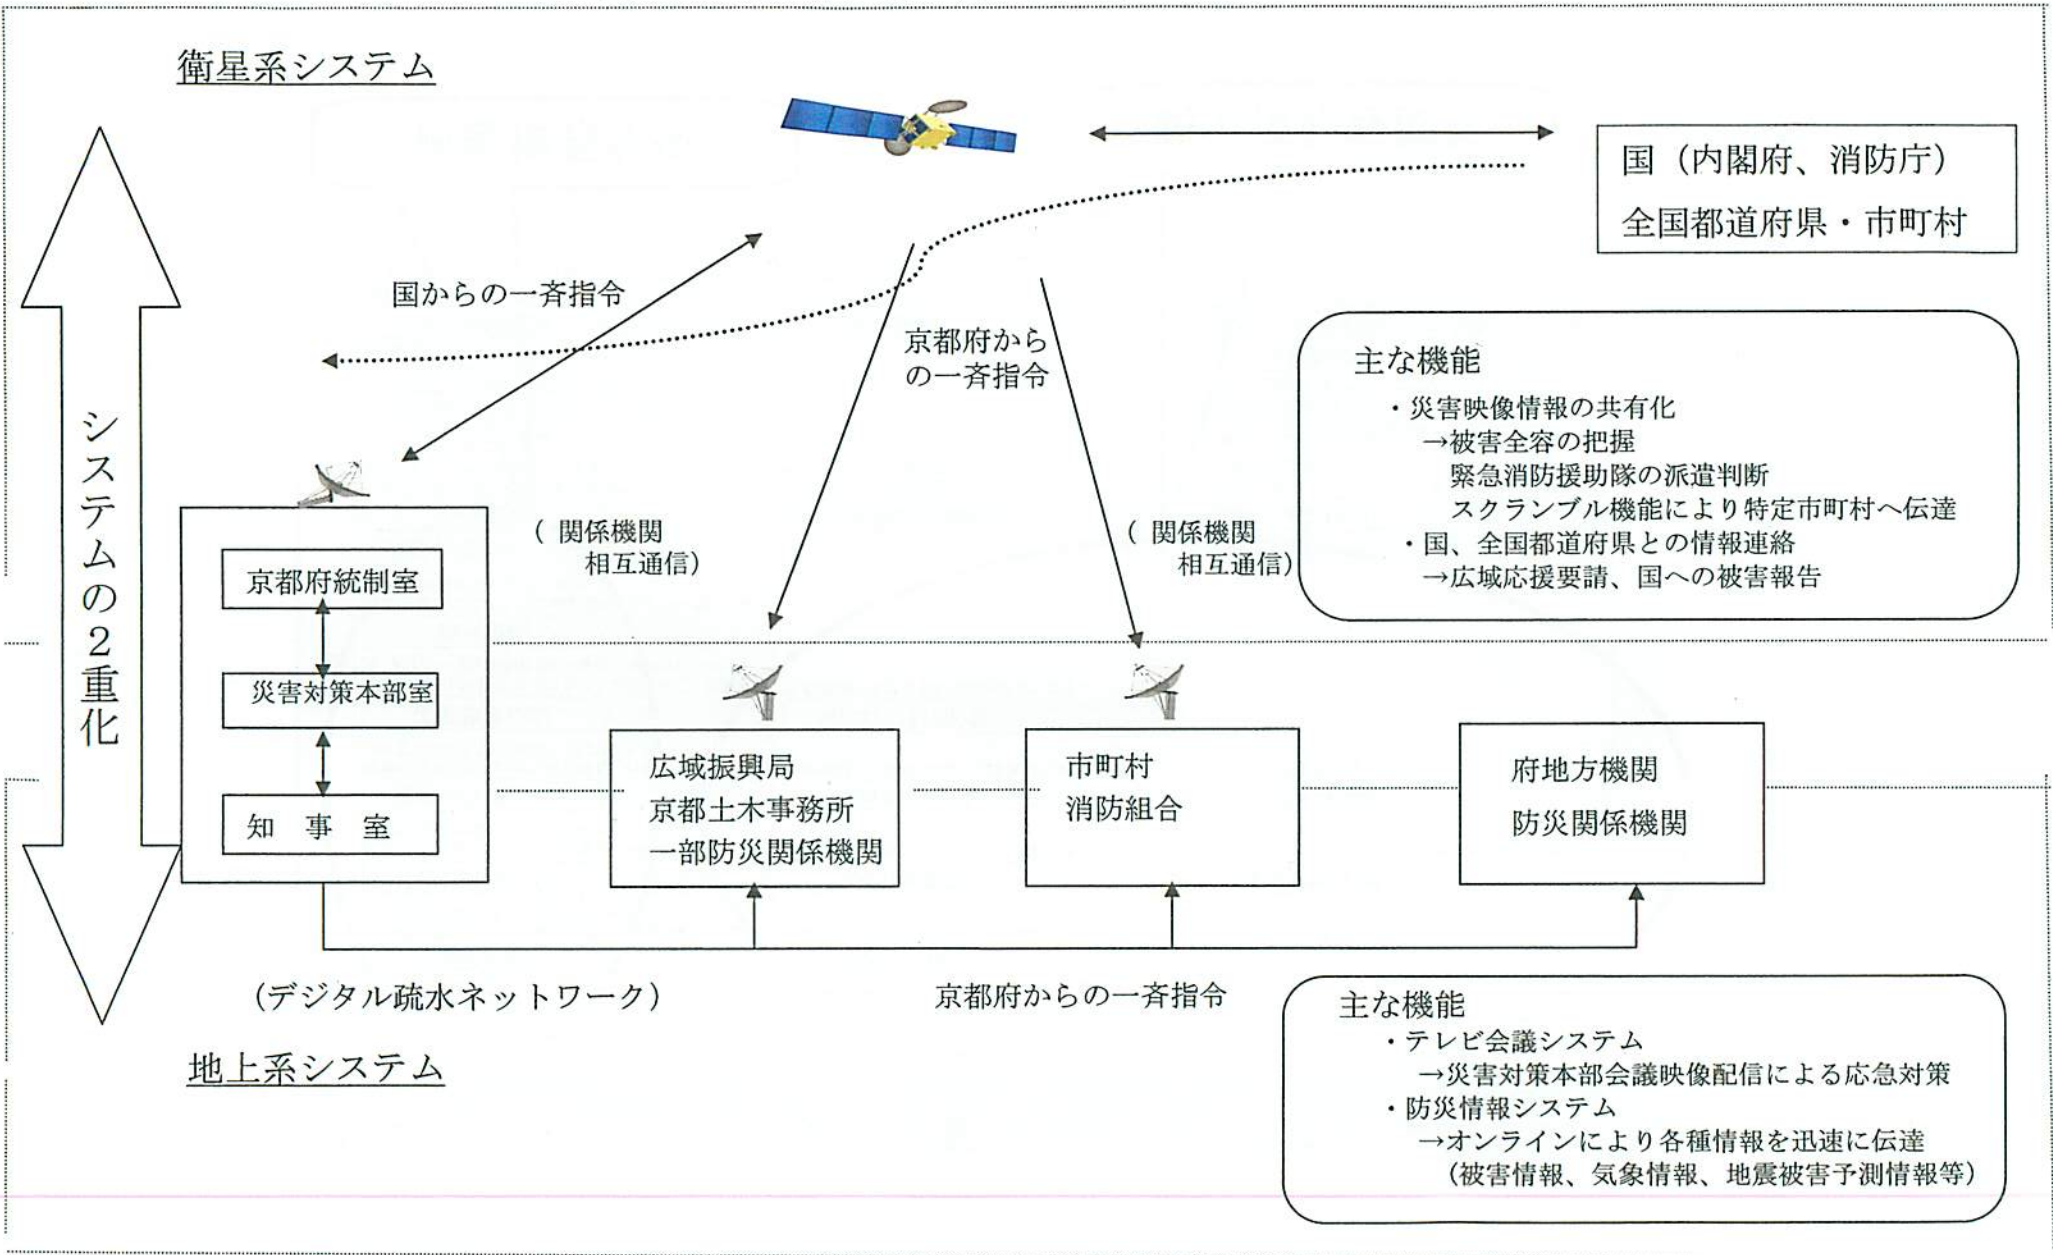 衛星系システム
国（内閣府、消防庁）
全国都道府県・市町村
国からの一斉指令
京都府から
の一斉指令
主な機能
・災害映像情報の共有化
→被害全容の把握
緊急消防援助隊の派遣判断
スクランブル機能により特定市町村へ伝達
・国、全国都道府県との情報連絡
→広域応援要請、国への被害報告
システムの２重化
（関係機関
相互通信）
（関係機関
相互通信）
京都府統制室
災害対策本部室
知　事　室
広域振興局
京都土木事務所
一部防災関係機関
市町村
消防組合
府地方機関
防災関係機関
（デジタル疏水ネットワーク）
京都府からの一斉指令
地上系システム
主な機能
・テレビ会議システム
→災害対策本部会議映像配信による応急対策
・防災情報システム
→オンラインにより各種情報を迅速に伝達
（被害情報、気象情報、地震被害予測情報等）